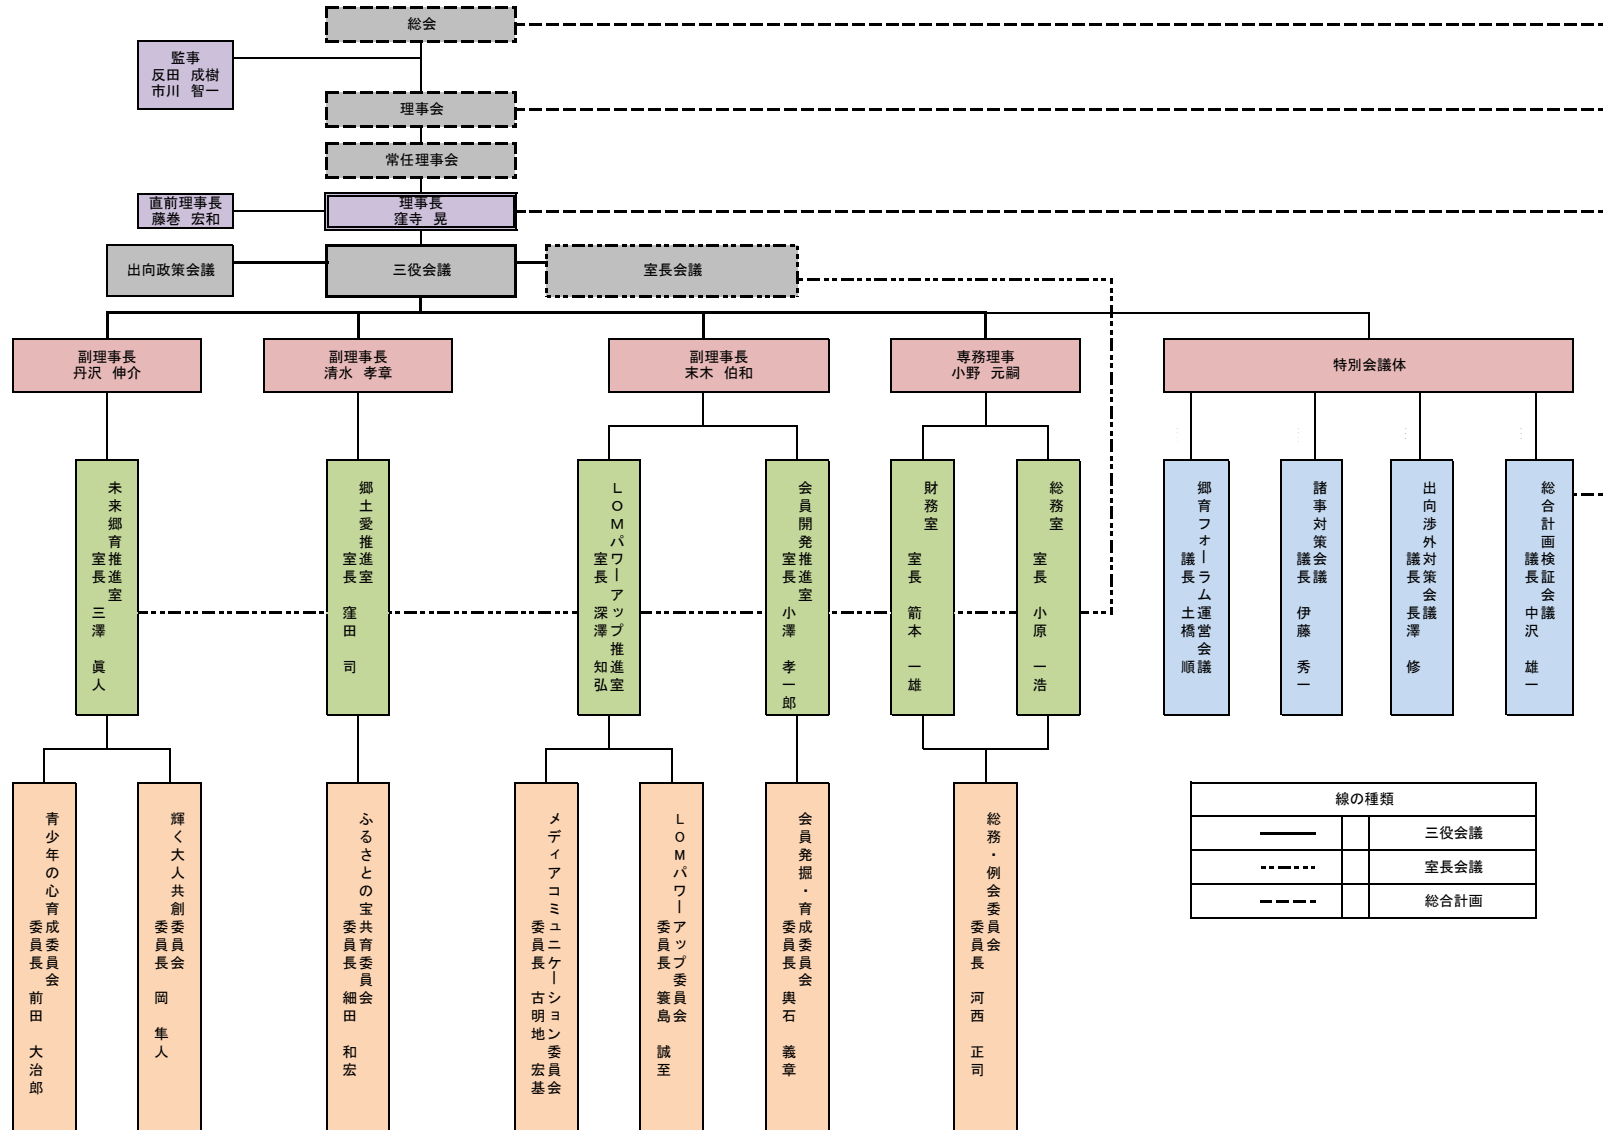 総会
監事
反田 成樹
市川 智一
理事会
常任理事会
直前理事長
藤巻 宏和
理事長
窪寺 晃
出向政策会議
三役会議
室長会議
副理事長
丹沢 伸介
副理事長
清水 孝章
副理事長
末木 伯和
専務理事
小野 元嗣
特別会議体
未来郷育推進室
室長 三澤 眞人
郷土愛推進室
室長 窪田 司
LOMパワーアップ推進室
室長 深澤 知弘
会員開発推進室
室長 小澤 孝一郎
財務室
室長 箭本 一雄
総務室
室長 小原 一浩
郷育フォーラム運営会議
議長 土橋 順
諸事対策会議
議長 伊藤 秀一
出向渉外対策会議
議長 長澤 修
総合計画検証会議
議長 中沢 雄一
青少年の心育成委員会
委員長 前田 大治郎
輝く大人共創委員会
委員長 岡 隼人
ふるさとの宝共育委員会
委員長 細田 和宏
メディアコミュニケーション委員会
委員長 古明地 宏基
LOMパワーアップ委員会
委員長 簑島 誠至
会員発掘・育成委員会
委員長 輿石 義章
総務・例会委員会
委員長 河西 正司
線の種類
三役会議
室長会議
総合計画